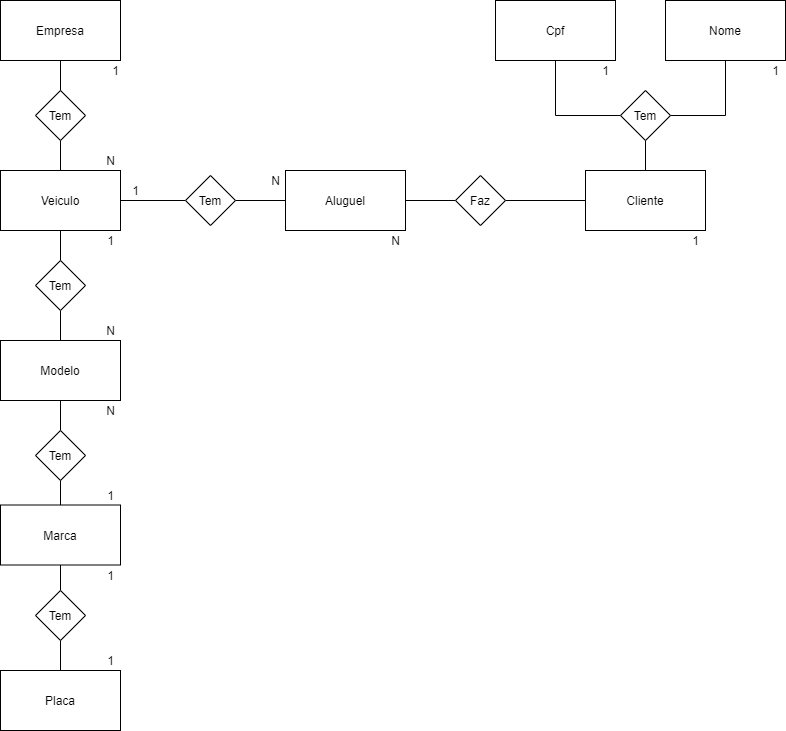 Empresa
Cpf
Nome
1
1
1
Tem
Tem
N
Veiculo
1
Tem
N
Aluguel
Faz
Cliente
1
N
1
Tem
N
Modelo
N
Tem
1
Marca
1
Tem
1
Placa